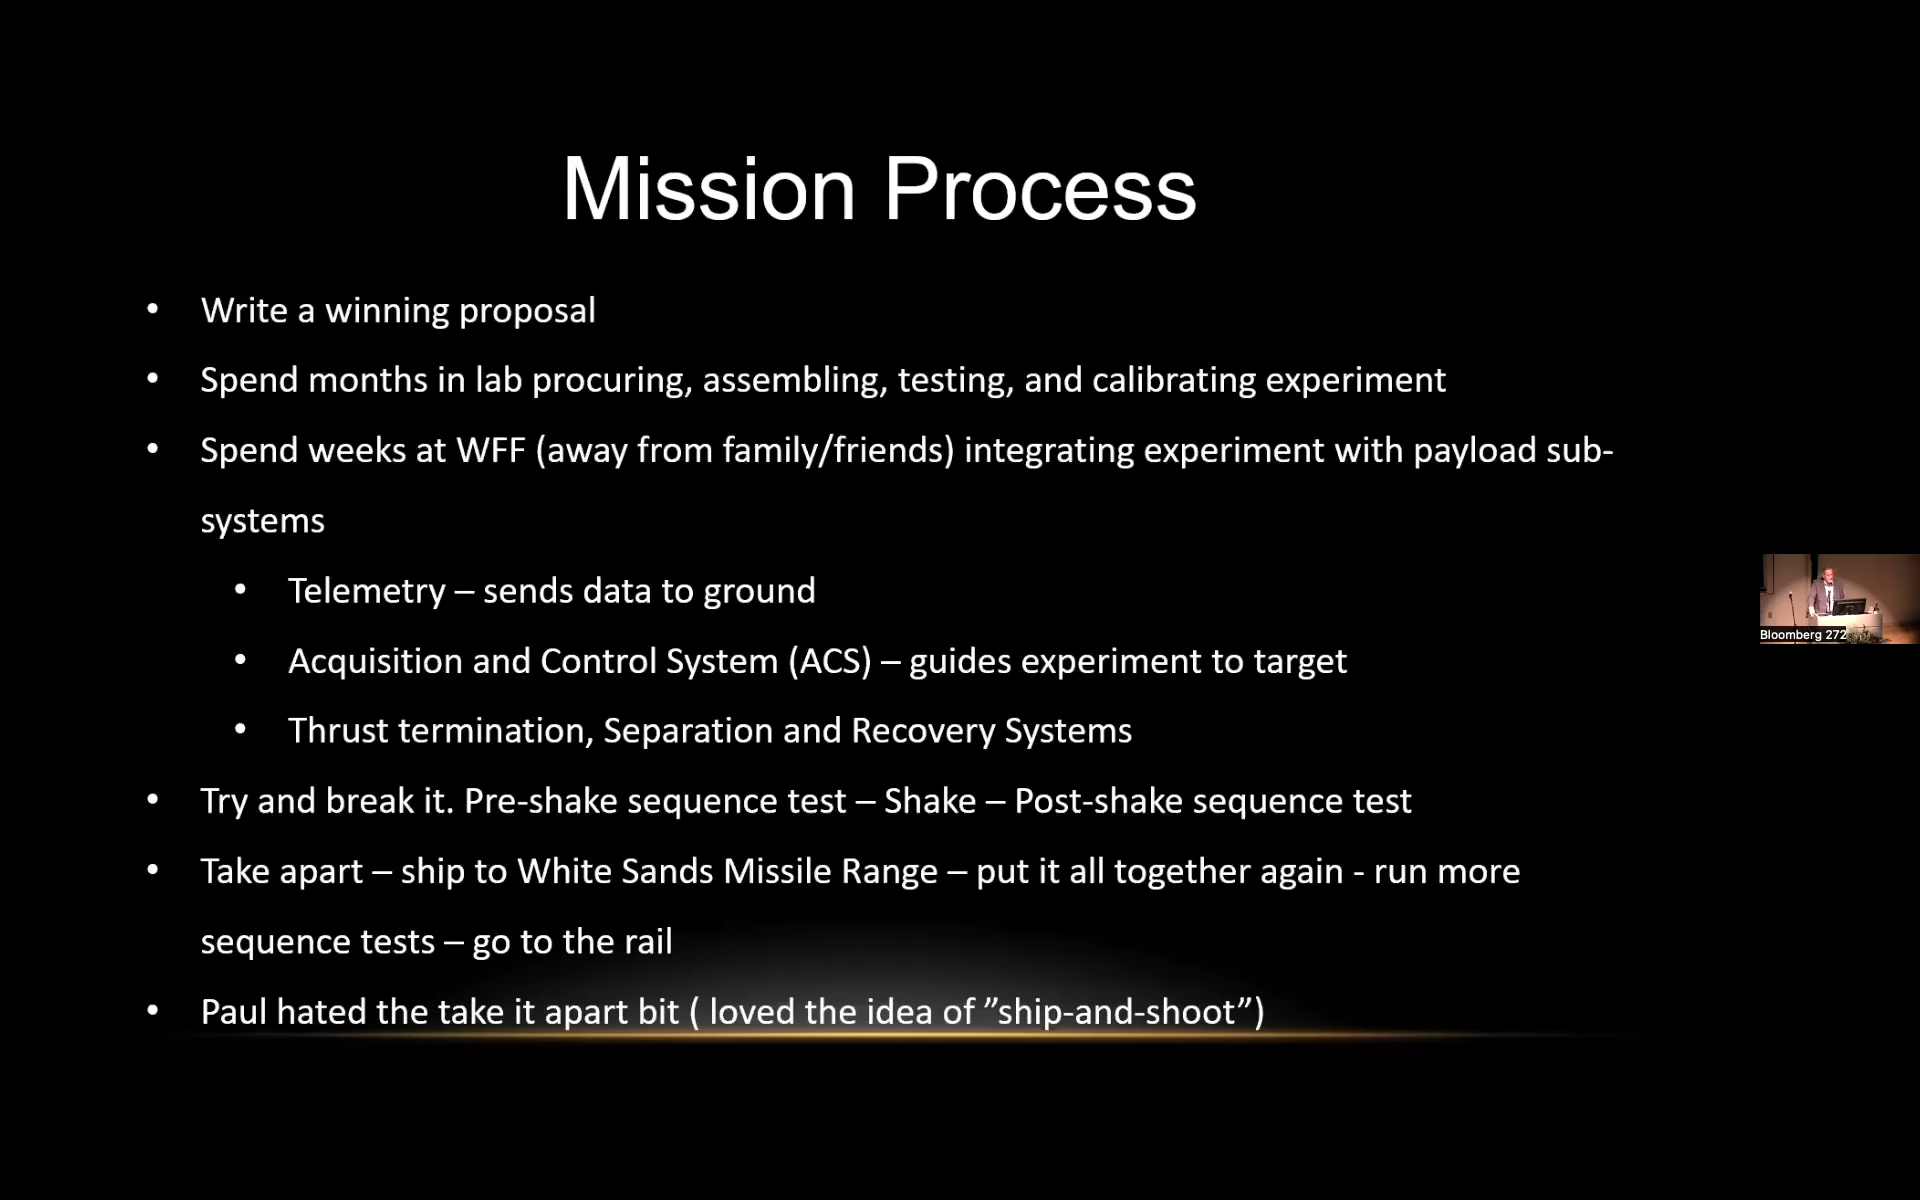 Mission Process
• Write a winning proposal
• Spend months in lab procuring, assembling, testing, and calibrating experiment
• Spend weeks at WFF (away from family/friends) integrating experiment with payload sub-
systems
• Telemetry – sends data to ground
• Acquisition and Control System (ACS) – guides experiment to target
• Thrust termination, Separation and Recovery Systems
• Try and break it. Pre-shake sequence test – Shake – Post-shake sequence test
• Take apart – ship to White Sands Missile Range – put it all together again - run more
sequence tests – go to the rail
• Paul hated the take it apart bit ( loved the idea of ”ship-and-shoot”)
Bloomberg 272